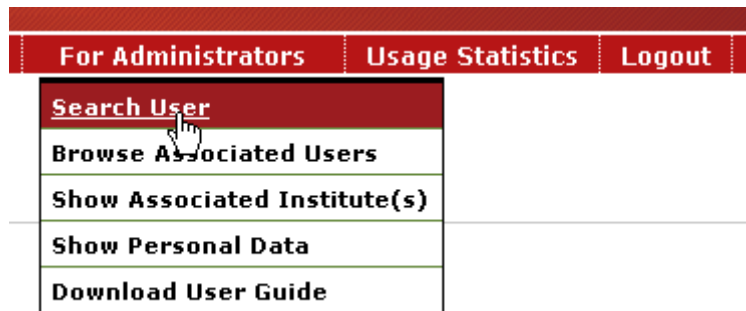 For Administrators Usage Statistics Logout
Search User
Browse Associated Users
Show Associated Institute(s)
Show Personal Data
Download User Guide